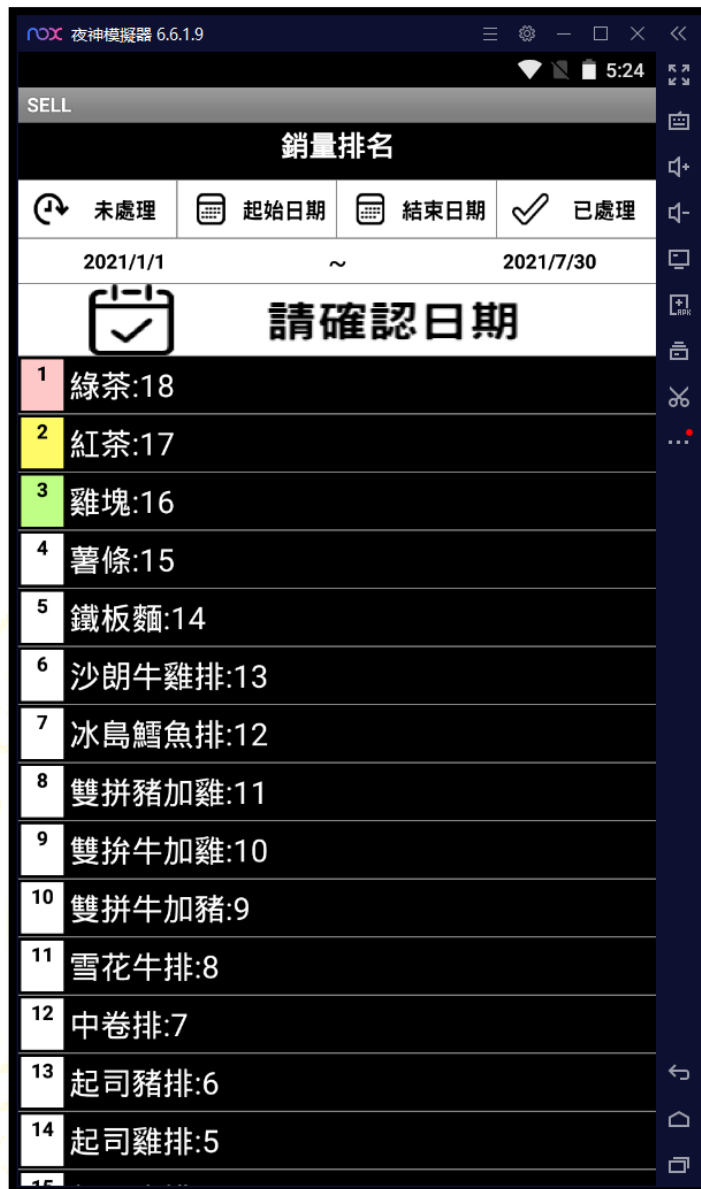 nox 夜神模擬器 6.6.1.9
5:24
SELL
銷量排名
未處理 起始日期 結束日期 已處理
2021/1/1 ~ 2021/7/30
請確認日期
1 綠茶:18
2 紅茶:17
3 雞塊:16
4 薯條:15
5 鐵板麵:14
6 沙朗牛雞排:13
7 冰島鱈魚排:12
8 雙拼豬加雞:11
9 雙拚牛加雞:10
10 雙拼牛加豬:9
11 雪花牛排:8
12 中卷排:7
13 起司豬排:6
14 起司雞排:5
15
APK